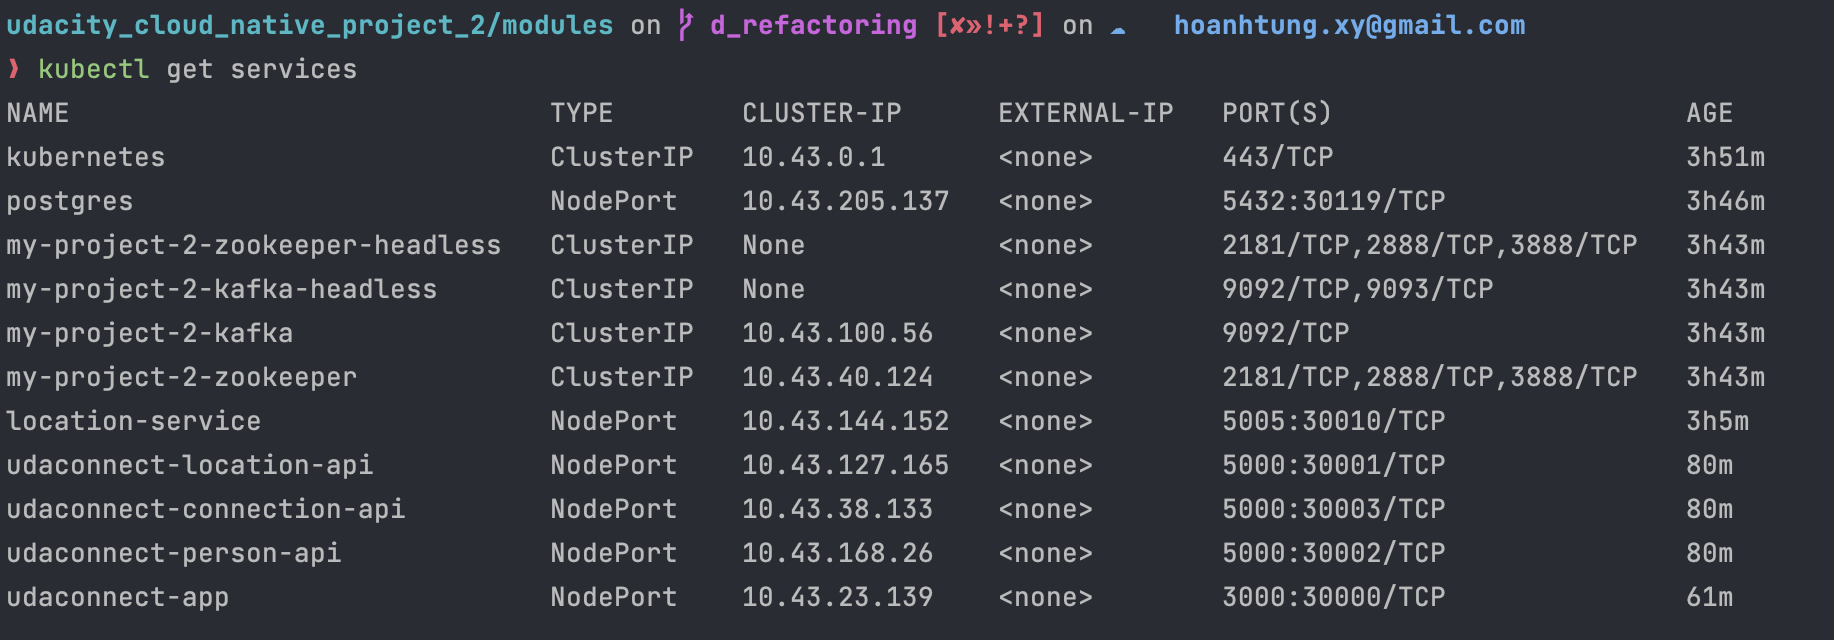 udacity_cloud_native_project_2/modules on d_refactoring [✘»!+?] on ☁ hoanhtung.xy@gmail.com
❯ kubectl get services
NAME TYPE CLUSTER-IP EXTERNAL-IP PORT(S) AGE
kubernetes ClusterIP 10.43.0.1 <none> 443/TCP 3h51m
postgres NodePort 10.43.205.137 <none> 5432:30119/TCP 3h46m
my-project-2-zookeeper-headless ClusterIP None <none> 2181/TCP,2888/TCP,3888/TCP 3h43m
my-project-2-kafka-headless ClusterIP None <none> 9092/TCP,9093/TCP 3h43m
my-project-2-kafka ClusterIP 10.43.100.56 <none> 9092/TCP 3h43m
my-project-2-zookeeper ClusterIP 10.43.40.124 <none> 2181/TCP,2888/TCP,3888/TCP 3h43m
location-service NodePort 10.43.144.152 <none> 5005:30010/TCP 3h5m
udaconnect-location-api NodePort 10.43.127.165 <none> 5000:30001/TCP 80m
udaconnect-connection-api NodePort 10.43.38.133 <none> 5000:30003/TCP 80m
udaconnect-person-api NodePort 10.43.168.26 <none> 5000:30002/TCP 80m
udaconnect-app NodePort 10.43.23.139 <none> 3000:30000/TCP 61m